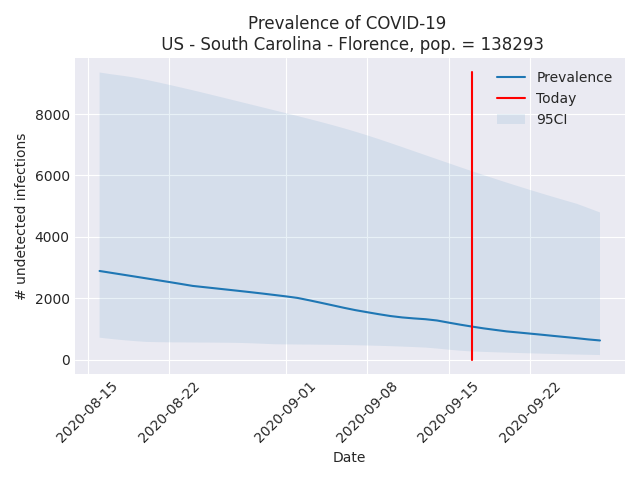 Prevalence of COVID-19
US - South Carolina - Florence, pop. = 138293
Prevalence
Today
95CI
# undetected infections
8000
6000
4000
2000
0
2020-08-15
2020-08-22
2020-09-01
2020-09-08
2020-09-15
2020-09-22
Date